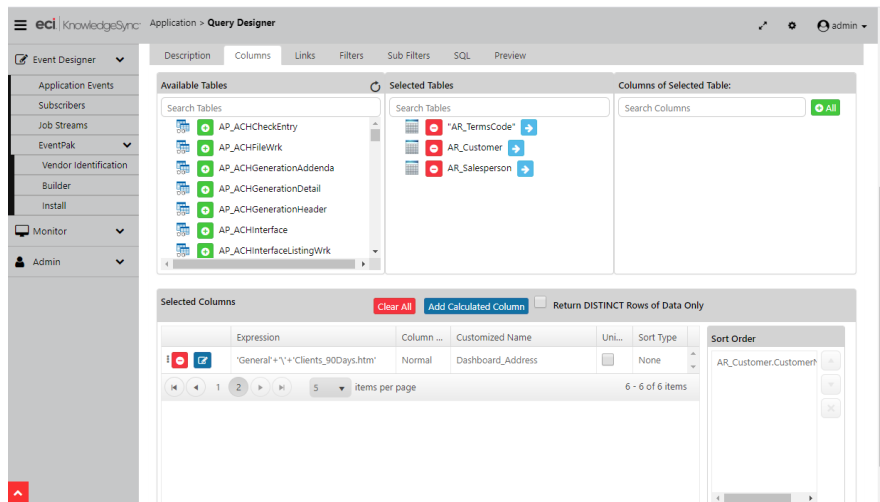 eci KnowledgeSync Application > Query Designer admin
Event Designer Description Columns Links Filters Sub Filters SQL Preview
Application Events
Subscribers
Job Streams
EventPak
Vendor Identification
Builder
Install
Monitor
Admin
Available Tables Selected Tables Columns of Selected Table:
Search Tables Search Tables Search Columns All
AP_ACHCheckEntry "AR_TermsCode"
AP_ACHFileWrk AR_Customer
AP_ACHGenerationAddenda AR_Salesperson
AP_ACHGenerationDetail
AP_ACHGenerationHeader
AP_ACHInterface
AP_ACHInterfaceListingWrk
Selected Columns Clear All Add Calculated Column Return DISTINCT Rows of Data Only
Expression Column ... Customized Name Uni... Sort Type Sort Order
'General'+'\'+'Clients_90Days.htm' Normal Dashboard_Address None AR_Customer.Customer
1 2 5 items per page 6 - 6 of 6 items